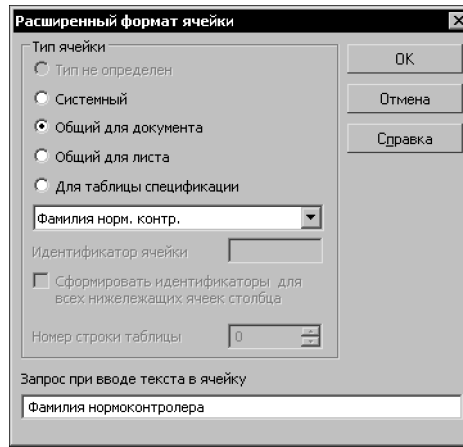 Расширенный формат ячейки
Тип ячейки
Тип не определен
Системный
Общий для документа
Общий для листа
Для таблицы спецификации
Фамилия норм. контр.
Идентификатор ячейки
Сформировать идентификаторы для
всех нижележащих ячеек столбца
Номер строки таблицы 0
Запрос при вводе текста в ячейку
Фамилия нормоконтролера
OK
Отмена
Справка